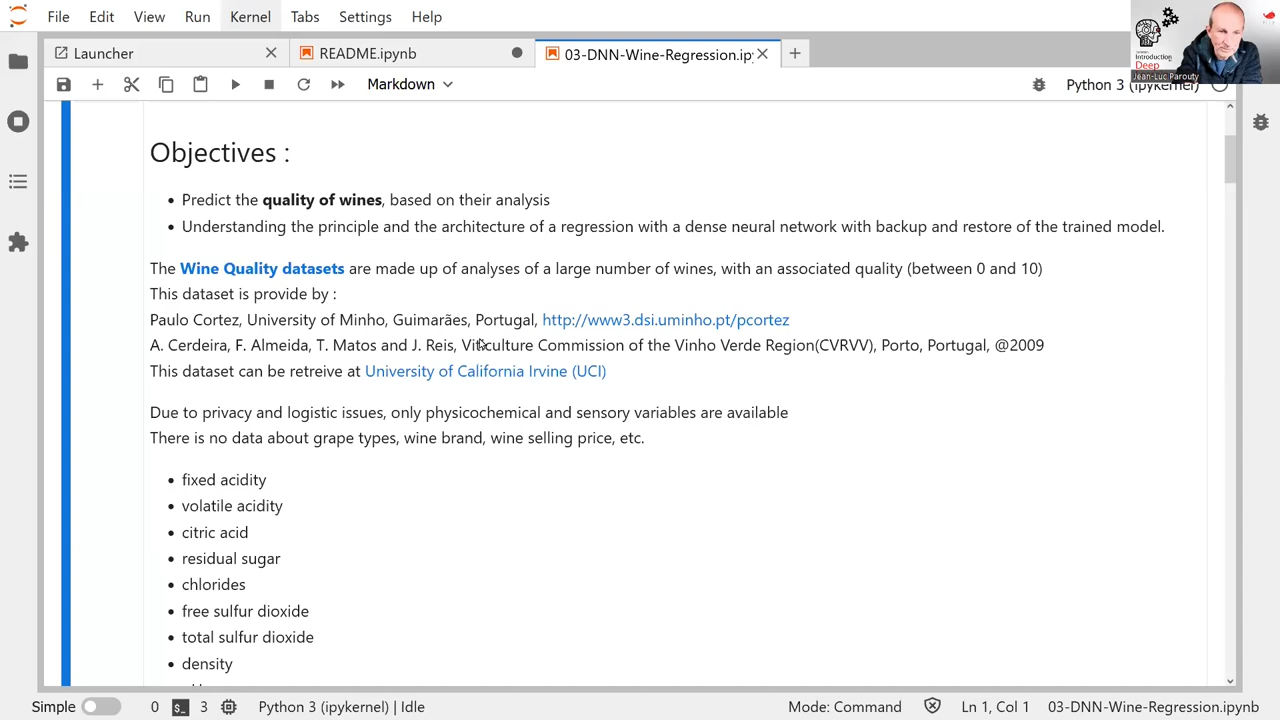 File Edit View Run Kernel Tabs Settings Help
Launcher
README.ipynb
03-DNN-Wine-Regression.ip
Markdown
Python 3 (ipykernel)
Introduction
Deep
Jean-Luc Parouty
Objectives :
Predict the quality of wines, based on their analysis
Understanding the principle and the architecture of a regression with a dense neural network with backup and restore of the trained model.
The Wine Quality datasets are made up of analyses of a large number of wines, with an associated quality (between 0 and 10)
This dataset is provide by :
Paulo Cortez, University of Minho, Guimarães, Portugal, http://www3.dsi.uminho.pt/pcortez
A. Cerdeira, F. Almeida, T. Matos and J. Reis, Viticulture Commission of the Vinho Verde Region(CVRVV), Porto, Portugal, @2009
This dataset can be retreive at University of California Irvine (UCI)
Due to privacy and logistic issues, only physicochemical and sensory variables are available
There is no data about grape types, wine brand, wine selling price, etc.
fixed acidity
volatile acidity
citric acid
residual sugar
chlorides
free sulfur dioxide
total sulfur dioxide
density
Simple 0 3 Python 3 (ipykernel) | Idle Mode: Command Ln 1, Col 1 03-DNN-Wine-Regression.ipynb